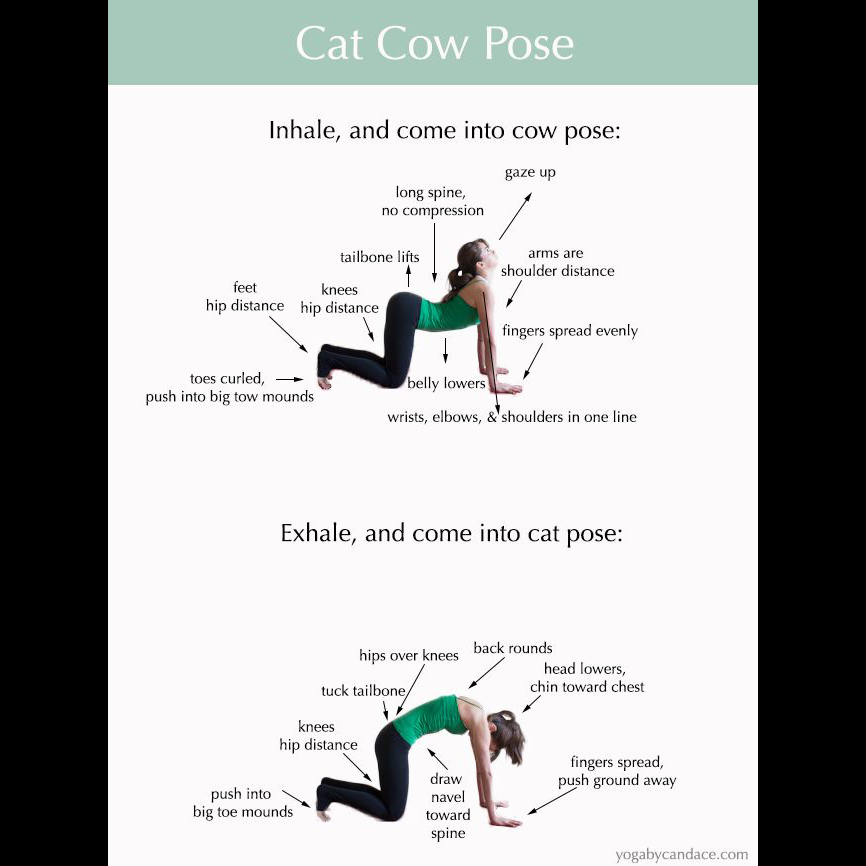 Cat Cow Pose
Inhale, and come into cow pose:
gaze up
long spine,
no compression
tailbone lifts
arms are
shoulder distance
feet
hip distance
knees
hip distance
fingers spread evenly
toes curled,
push into big tow mounds
belly lowers
wrists, elbows, & shoulders in one line
Exhale, and come into cat pose:
hips over knees
back rounds
head lowers,
chin toward chest
tuck tailbone
knees
hip distance
draw
navel
toward
spine
fingers spread,
push ground away
push into
big toe mounds
yogabycandace.com